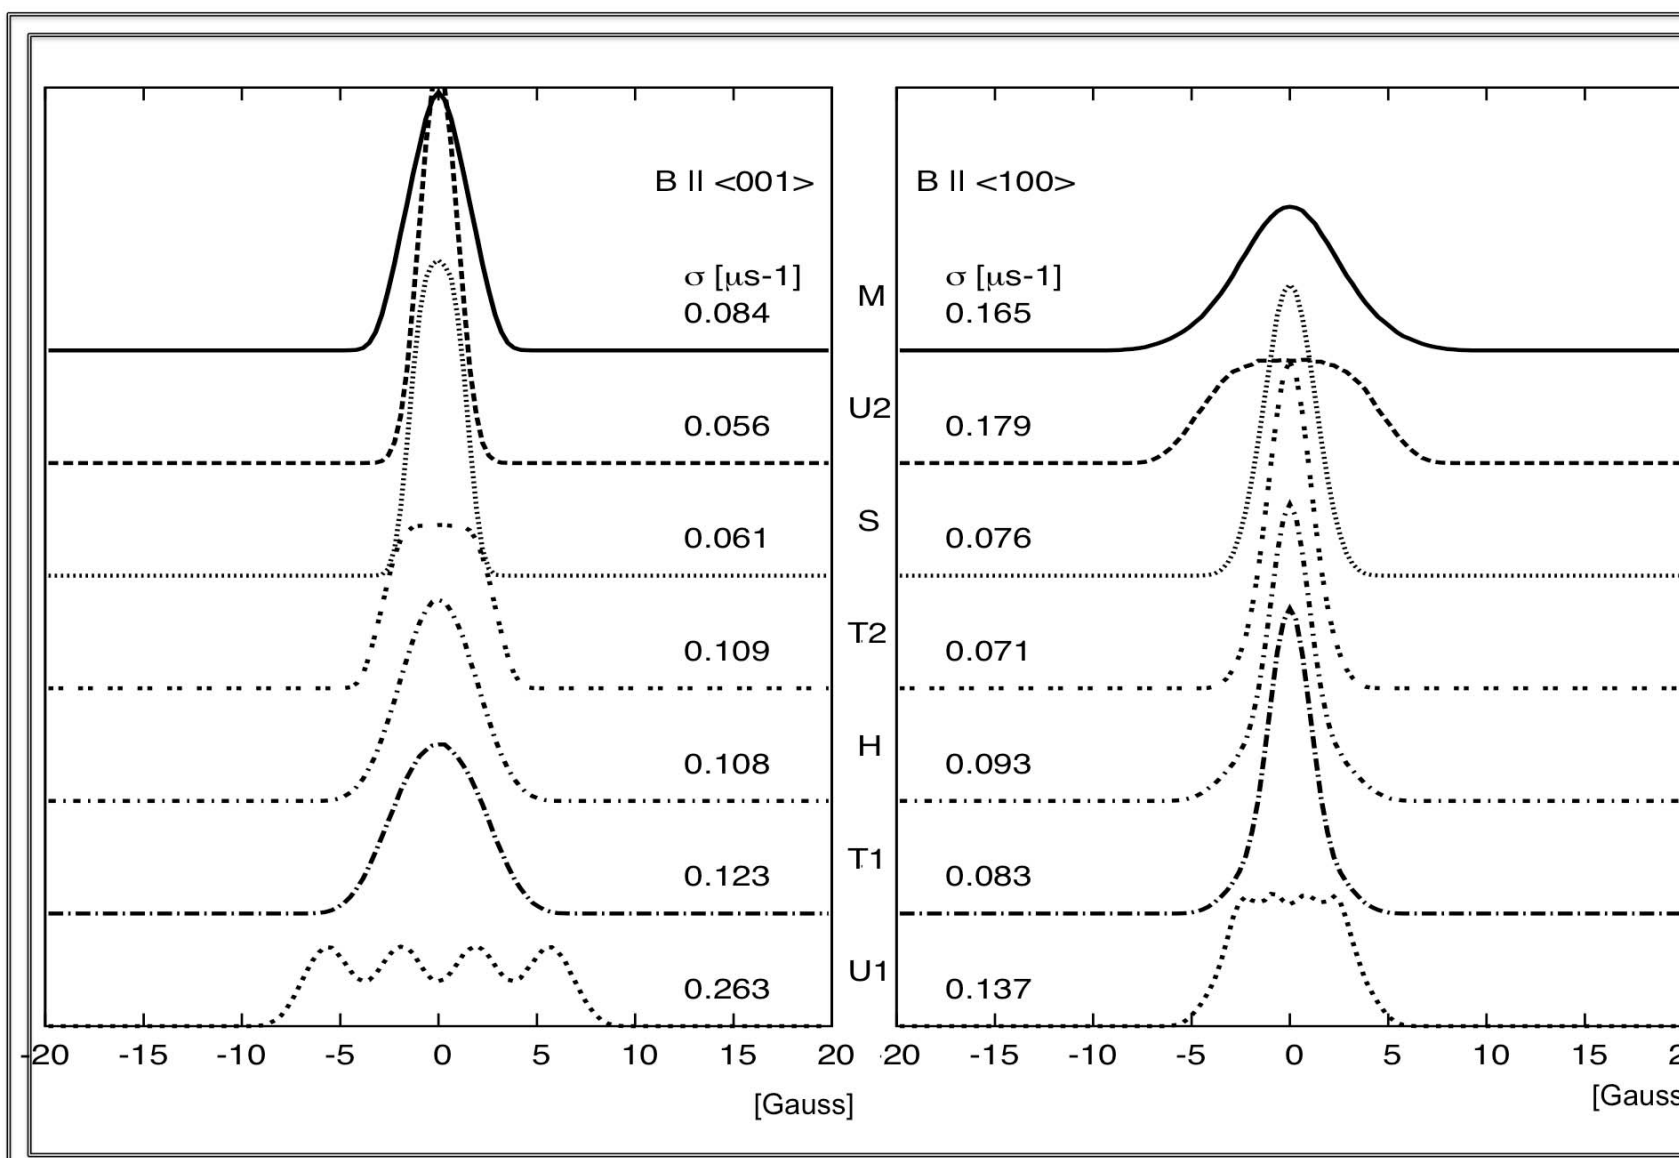 B II <001>
B II <100>
σ [μs-1]
M
σ [μs-1]
0.084
0.165
U2
0.056
0.179
S
0.061
0.076
T2
0.109
0.071
H
0.108
0.093
T1
0.123
0.083
U1
0.263
0.137
-20 -15 -10 -5 0 5 10 15 20
-20 -15 -10 -5 0 5 10 15
[Gauss]
[Gauss